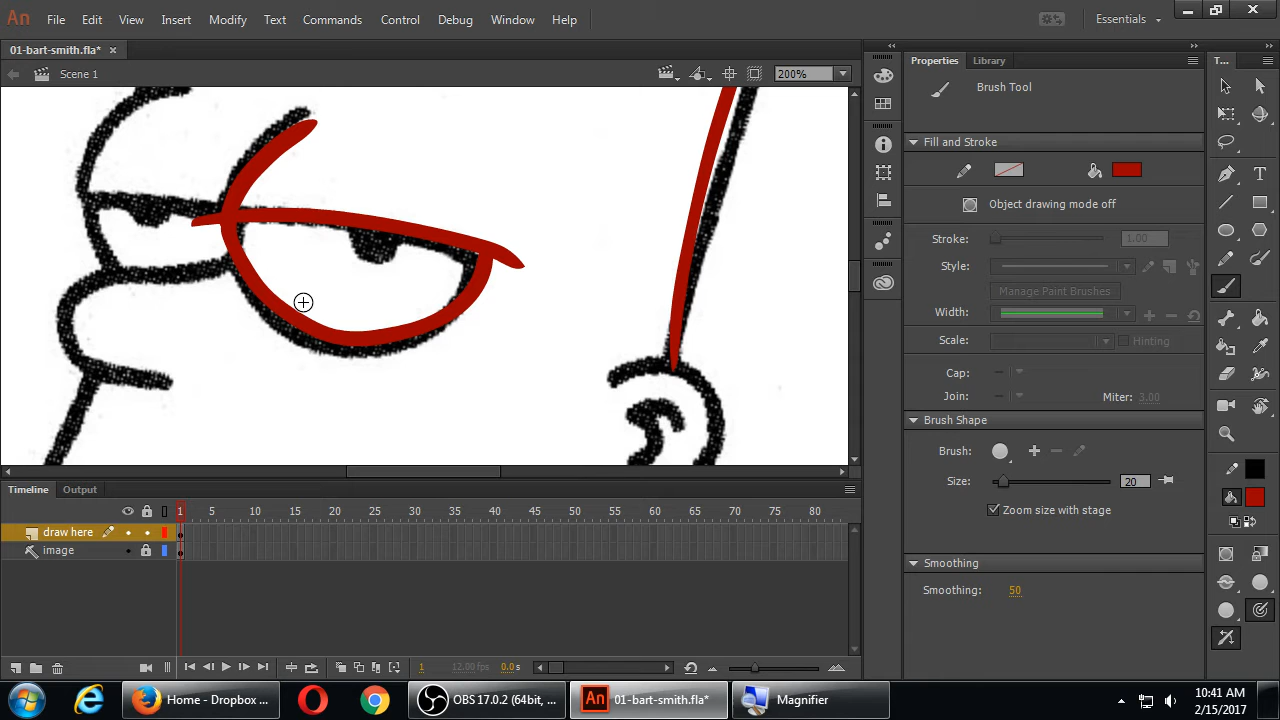 An File Edit View Insert Modify Text Commands Control Debug Window Help Essentials
01-bart-smith.fla* ×
Scene 1 200%
Properties Library T...
Brush Tool
Fill and Stroke
Object drawing mode off
Stroke: 1.00
Style:
Manage Paint Brushes
Width:
Scale: Hinting
Cap:
Join: Miter: 3.00
Brush Shape
Brush:
Size: 20
Zoom size with stage
Smoothing
Smoothing: 50
Timeline Output
1 5 10 15 20 25 30 35 40 45 50 55 60 65 70 75 80
draw here
image
1 12.00 fps 0.0 s
Home - Dropbox ... OBS 17.0.2 (64bit, ... An 01-bart-smith.fla* Magnifier
10:41 AM
2/15/2017